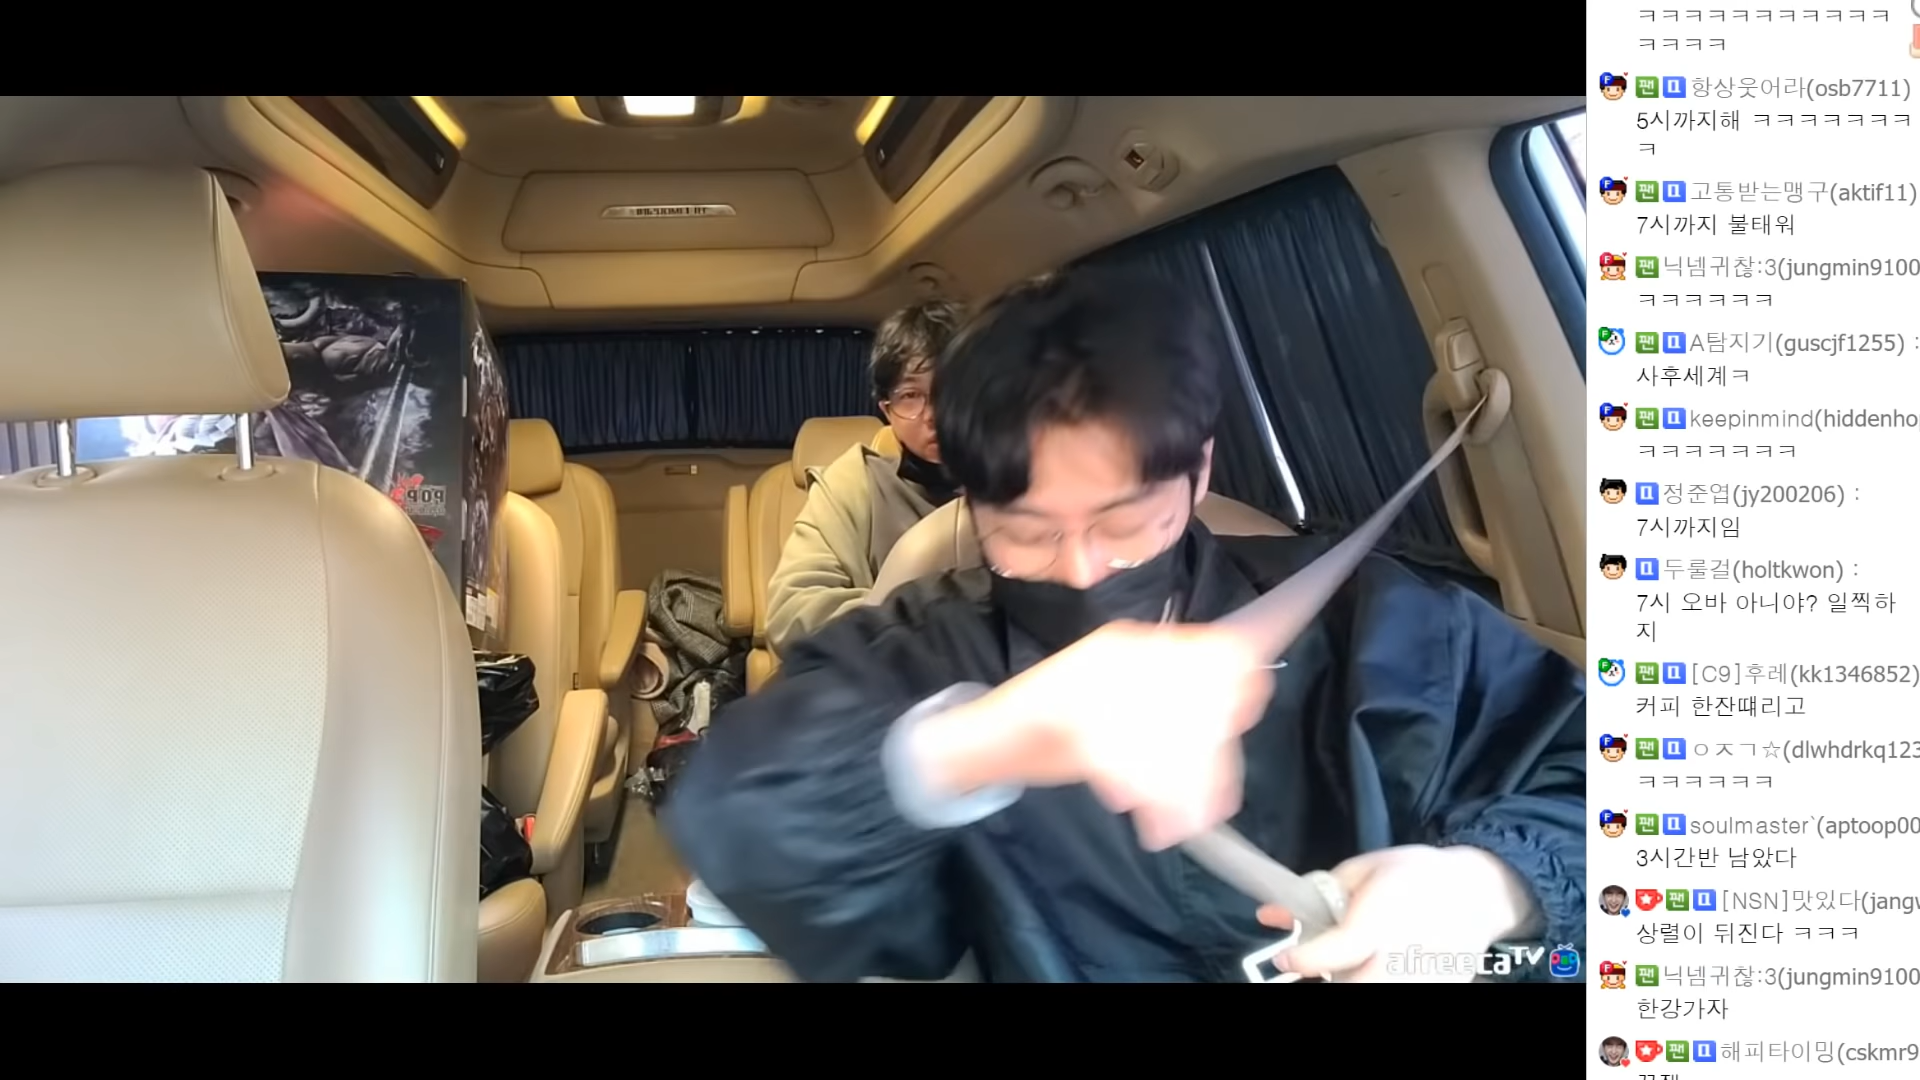 ㅋㅋㅋㅋㅋㅋㅋㅋㅋㅋㅋ
ㅋㅋㅋㅋ
팬 항상웃어라(osb7711)
5시까지해 ㅋㅋㅋㅋㅋㅋㅋ
ㅋ
팬 고통받는맹구(aktif11)
7시까지 불태워
팬 닉넴귀찮:3(jungmin9100
ㅋㅋㅋㅋㅋㅋ
팬 A탐지기(guscjf1255) :
사후세계ㅋ
팬 keepinmind(hiddenho
ㅋㅋㅋㅋㅋㅋㅋ
정준엽(jy200206) :
7시까지임
두룰걸(holtkwon) :
7시 오바 아니야? 일찍하
지
팬 [C9]후레(kk1346852)
커피 한잔떄리고
팬 ㅇㅈㄱ☆(dlwhdrkq123
ㅋㅋㅋㅋㅋㅋ
팬 soulmaster`(aptoop00
3시간반 남았다
팬 [NSN]맛있다(jangw
상렬이 뒤진다 ㅋㅋㅋ
팬 닉넴귀찮:3(jungmin9100
한강가자
팬 해피타이밍(cskmr9
POP
afreecaTV